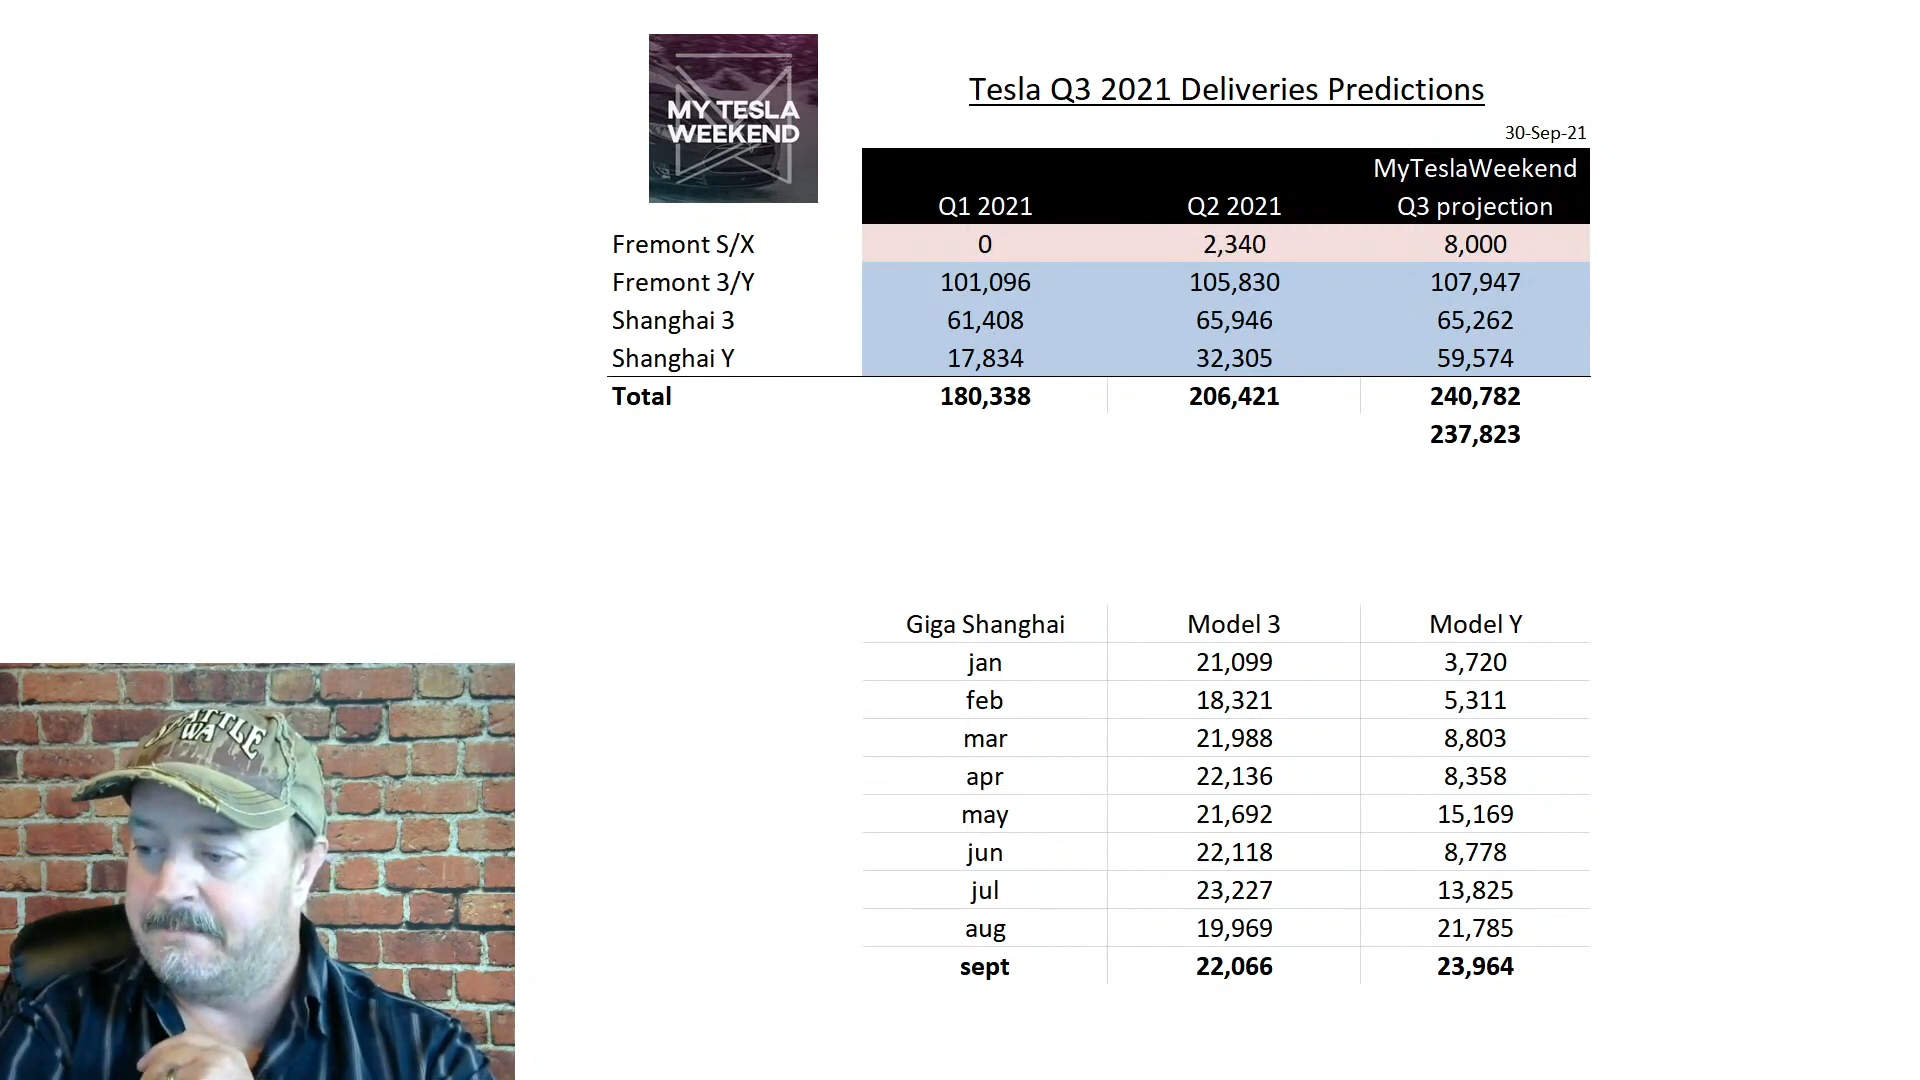 MY TESLA
WEEKEND
Tesla Q3 2021 Deliveries Predictions
30-Sep-21
MyTeslaWeekend
Q1 2021 Q2 2021 Q3 projection
Fremont S/X 0 2,340 8,000
Fremont 3/Y 101,096 105,830 107,947
Shanghai 3 61,408 65,946 65,262
Shanghai Y 17,834 32,305 59,574
Total 180,338 206,421 240,782
237,823
Giga Shanghai Model 3 Model Y
jan 21,099 3,720
feb 18,321 5,311
mar 21,988 8,803
apr 22,136 8,358
may 21,692 15,169
jun 22,118 8,778
jul 23,227 13,825
aug 19,969 21,785
sept 22,066 23,964
SEATTLE
WA